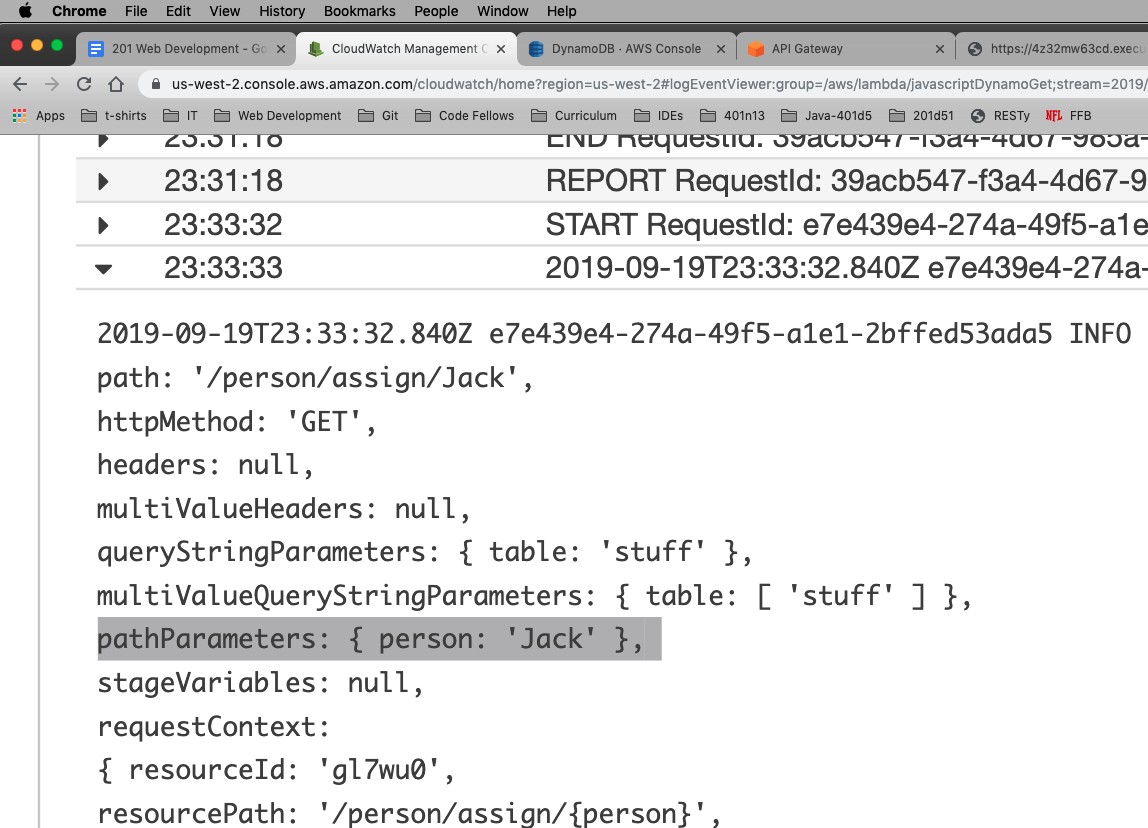 Chrome File Edit View History Bookmarks People Window Help
201 Web Development - Go CloudWatch Management C DynamoDB · AWS Console API Gateway https://4z32mw63cd.execu
us-west-2.console.aws.amazon.com/cloudwatch/home?region=us-west-2#logEventViewer:group=/aws/lambda/javascriptDynamoGet;stream=2019/
Apps t-shirts IT Web Development Git Code Fellows Curriculum IDEs 401n13 Java-401d5 201d51 RESTy NFL FFB
23:31:18 END RequestId: 39acb547-f3a4-4d67-985a-
23:31:18 REPORT RequestId: 39acb547-f3a4-4d67-9
23:33:32 START RequestId: e7e439e4-274a-49f5-a1e
23:33:33 2019-09-19T23:33:32.840Z e7e439e4-274a-
2019-09-19T23:33:32.840Z e7e439e4-274a-49f5-a1e1-2bffed53ada5 INFO
path: '/person/assign/Jack',
httpMethod: 'GET',
headers: null,
multiValueHeaders: null,
queryStringParameters: { table: 'stuff' },
multiValueQueryStringParameters: { table: [ 'stuff' ] },
pathParameters: { person: 'Jack' },
stageVariables: null,
requestContext:
{ resourceId: 'gl7wu0',
resourcePath: '/person/assign/{person}',